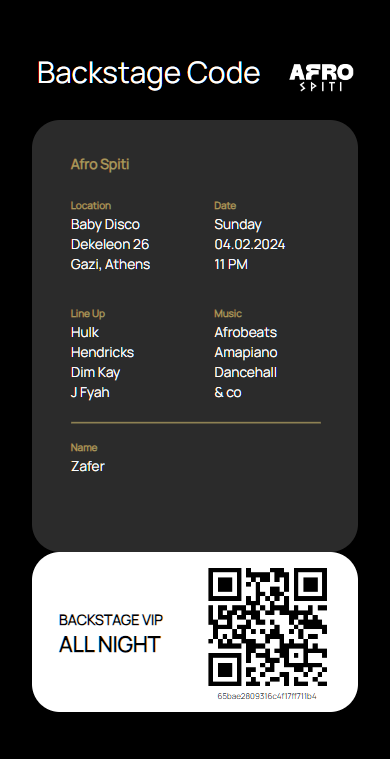 Backstage Code
AFRO
SPITI
Afro Spiti
Location
Baby Disco
Dekeleon 26
Gazi, Athens
Date
Sunday
04.02.2024
11 PM
Line Up
Hulk
Hendricks
Dim Kay
J Fyah
Music
Afrobeats
Amapiano
Dancehall
& co
Name
Zafer
BACKSTAGE VIP
ALL NIGHT
65bae2809316c4f17ff711b4